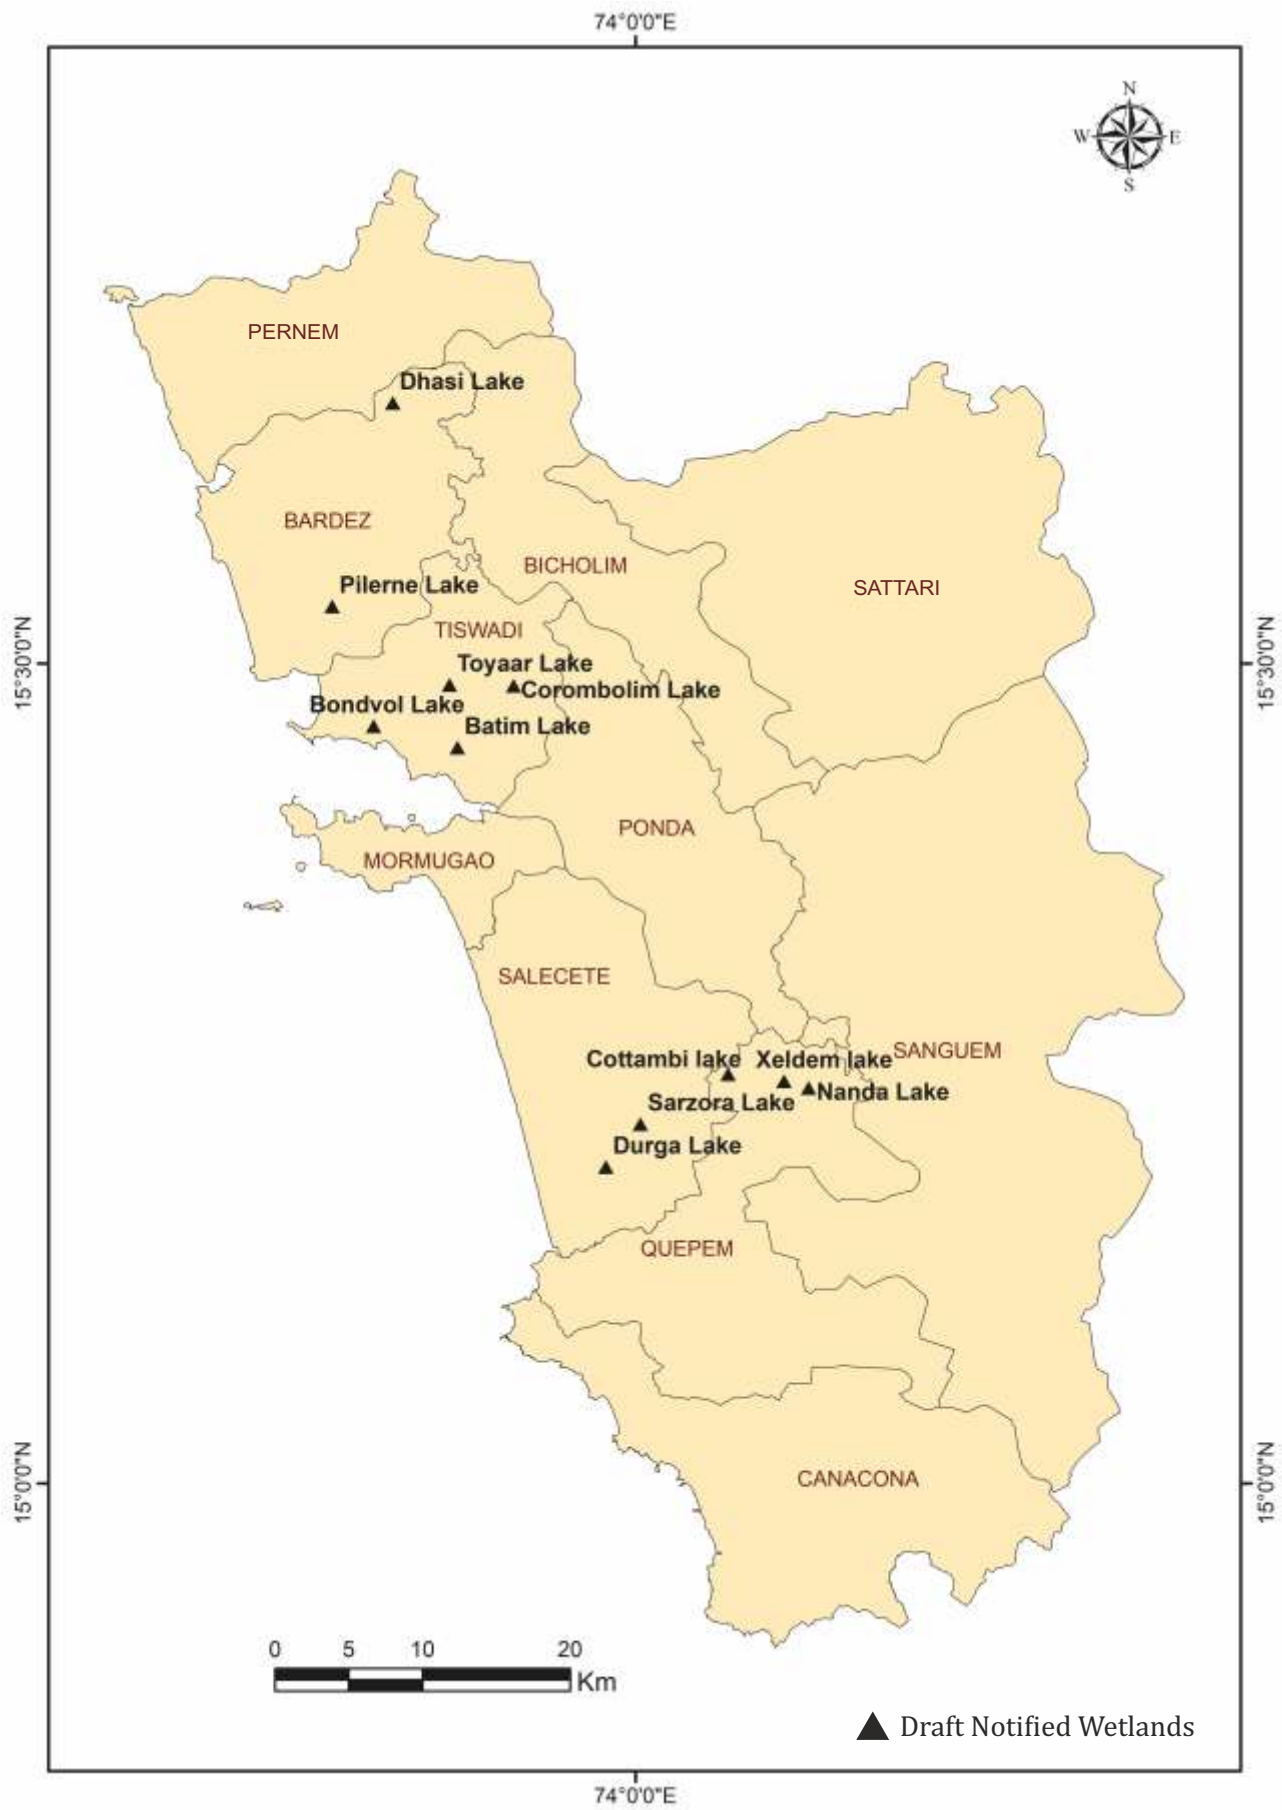 74°0'0"E
N
W
E
S
PERNEM
Dhasi Lake
BARDEZ
BICHOLIM
Pilerne Lake
SATTARI
TISWADI
15°30'0"N
15°30'0"N
Toyaar Lake
Corombolim Lake
Bondvol Lake
Batim Lake
PONDA
MORMUGAO
SALECETE
SANGUEM
Cottambi lake
Xeldem lake
Nanda Lake
Sarzora Lake
Durga Lake
QUEPEM
15°0'0"N
15°0'0"N
CANACONA
0 5 10 20
Km
Draft Notified Wetlands
74°0'0"E